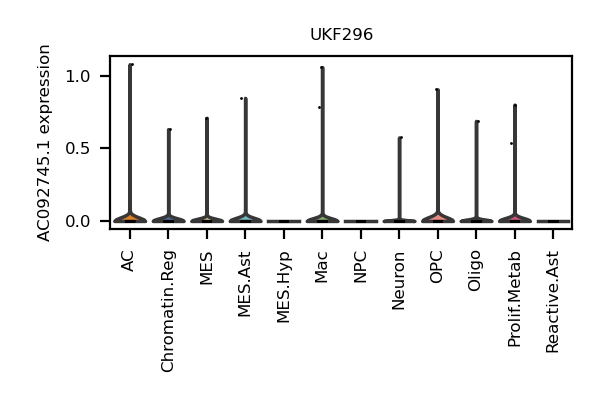 UKF296
AC092745.1 expression
1.0
0.5
0.0
AC
Chromatin.Reg
MES
MES.Ast
MES.Hyp
Mac
NPC
Neuron
OPC
Oligo
Prolif.Metab
Reactive.Ast